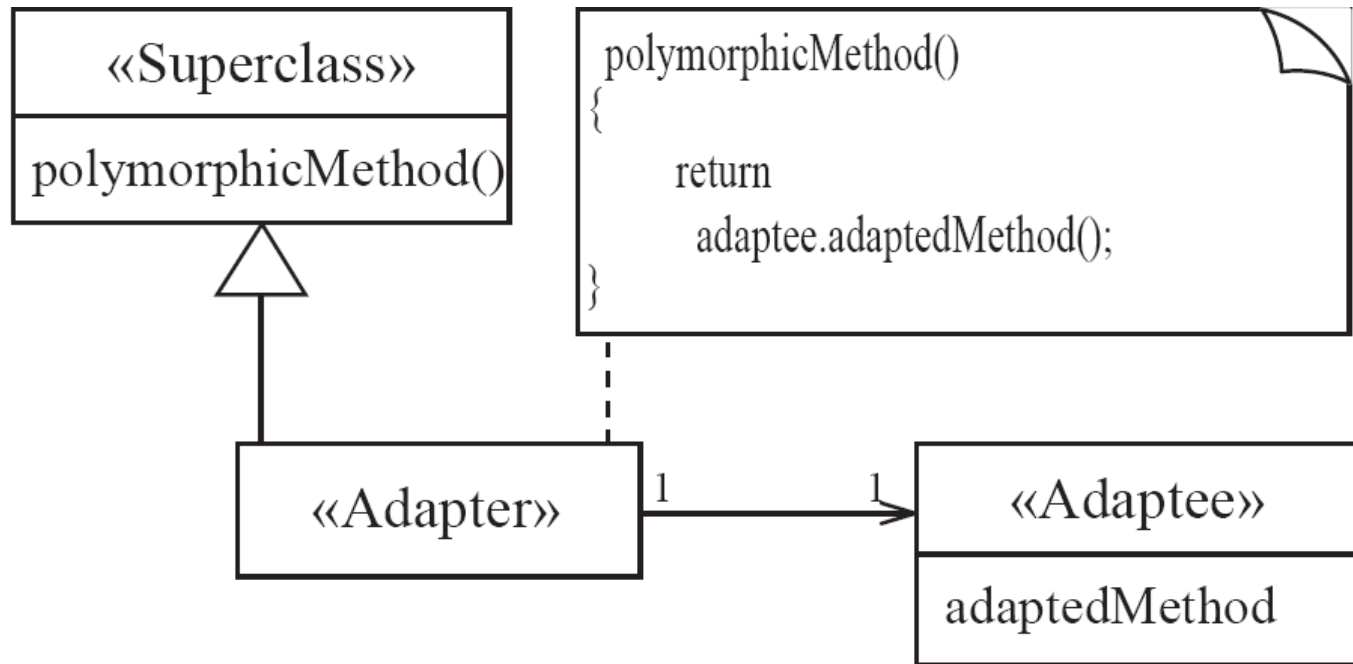 «Superclass»
polymorphicMethod()
polymorphicMethod()
{
return
adaptee.adaptedMethod();
}
«Adapter»
1
1
«Adaptee»
adaptedMethod